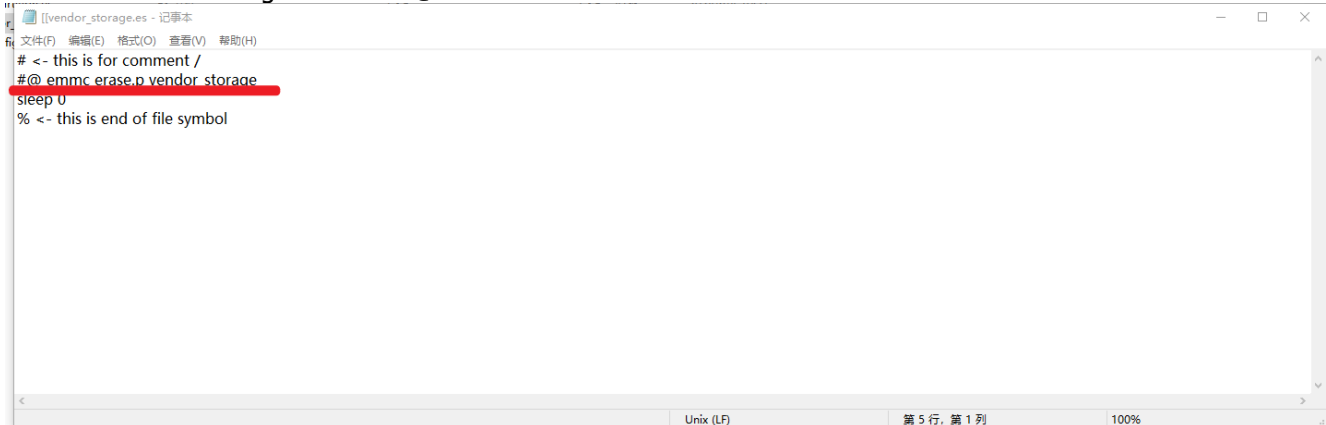 [[vendor_storage.es - 记事本
文件(F) 编辑(E) 格式(O) 查看(V) 帮助(H)
# <- this is for comment /
#@ emmc erase.p vendor_storage
sleep 0
% <- this is end of file symbol
Unix (LF) 第 5 行, 第 1 列 100%